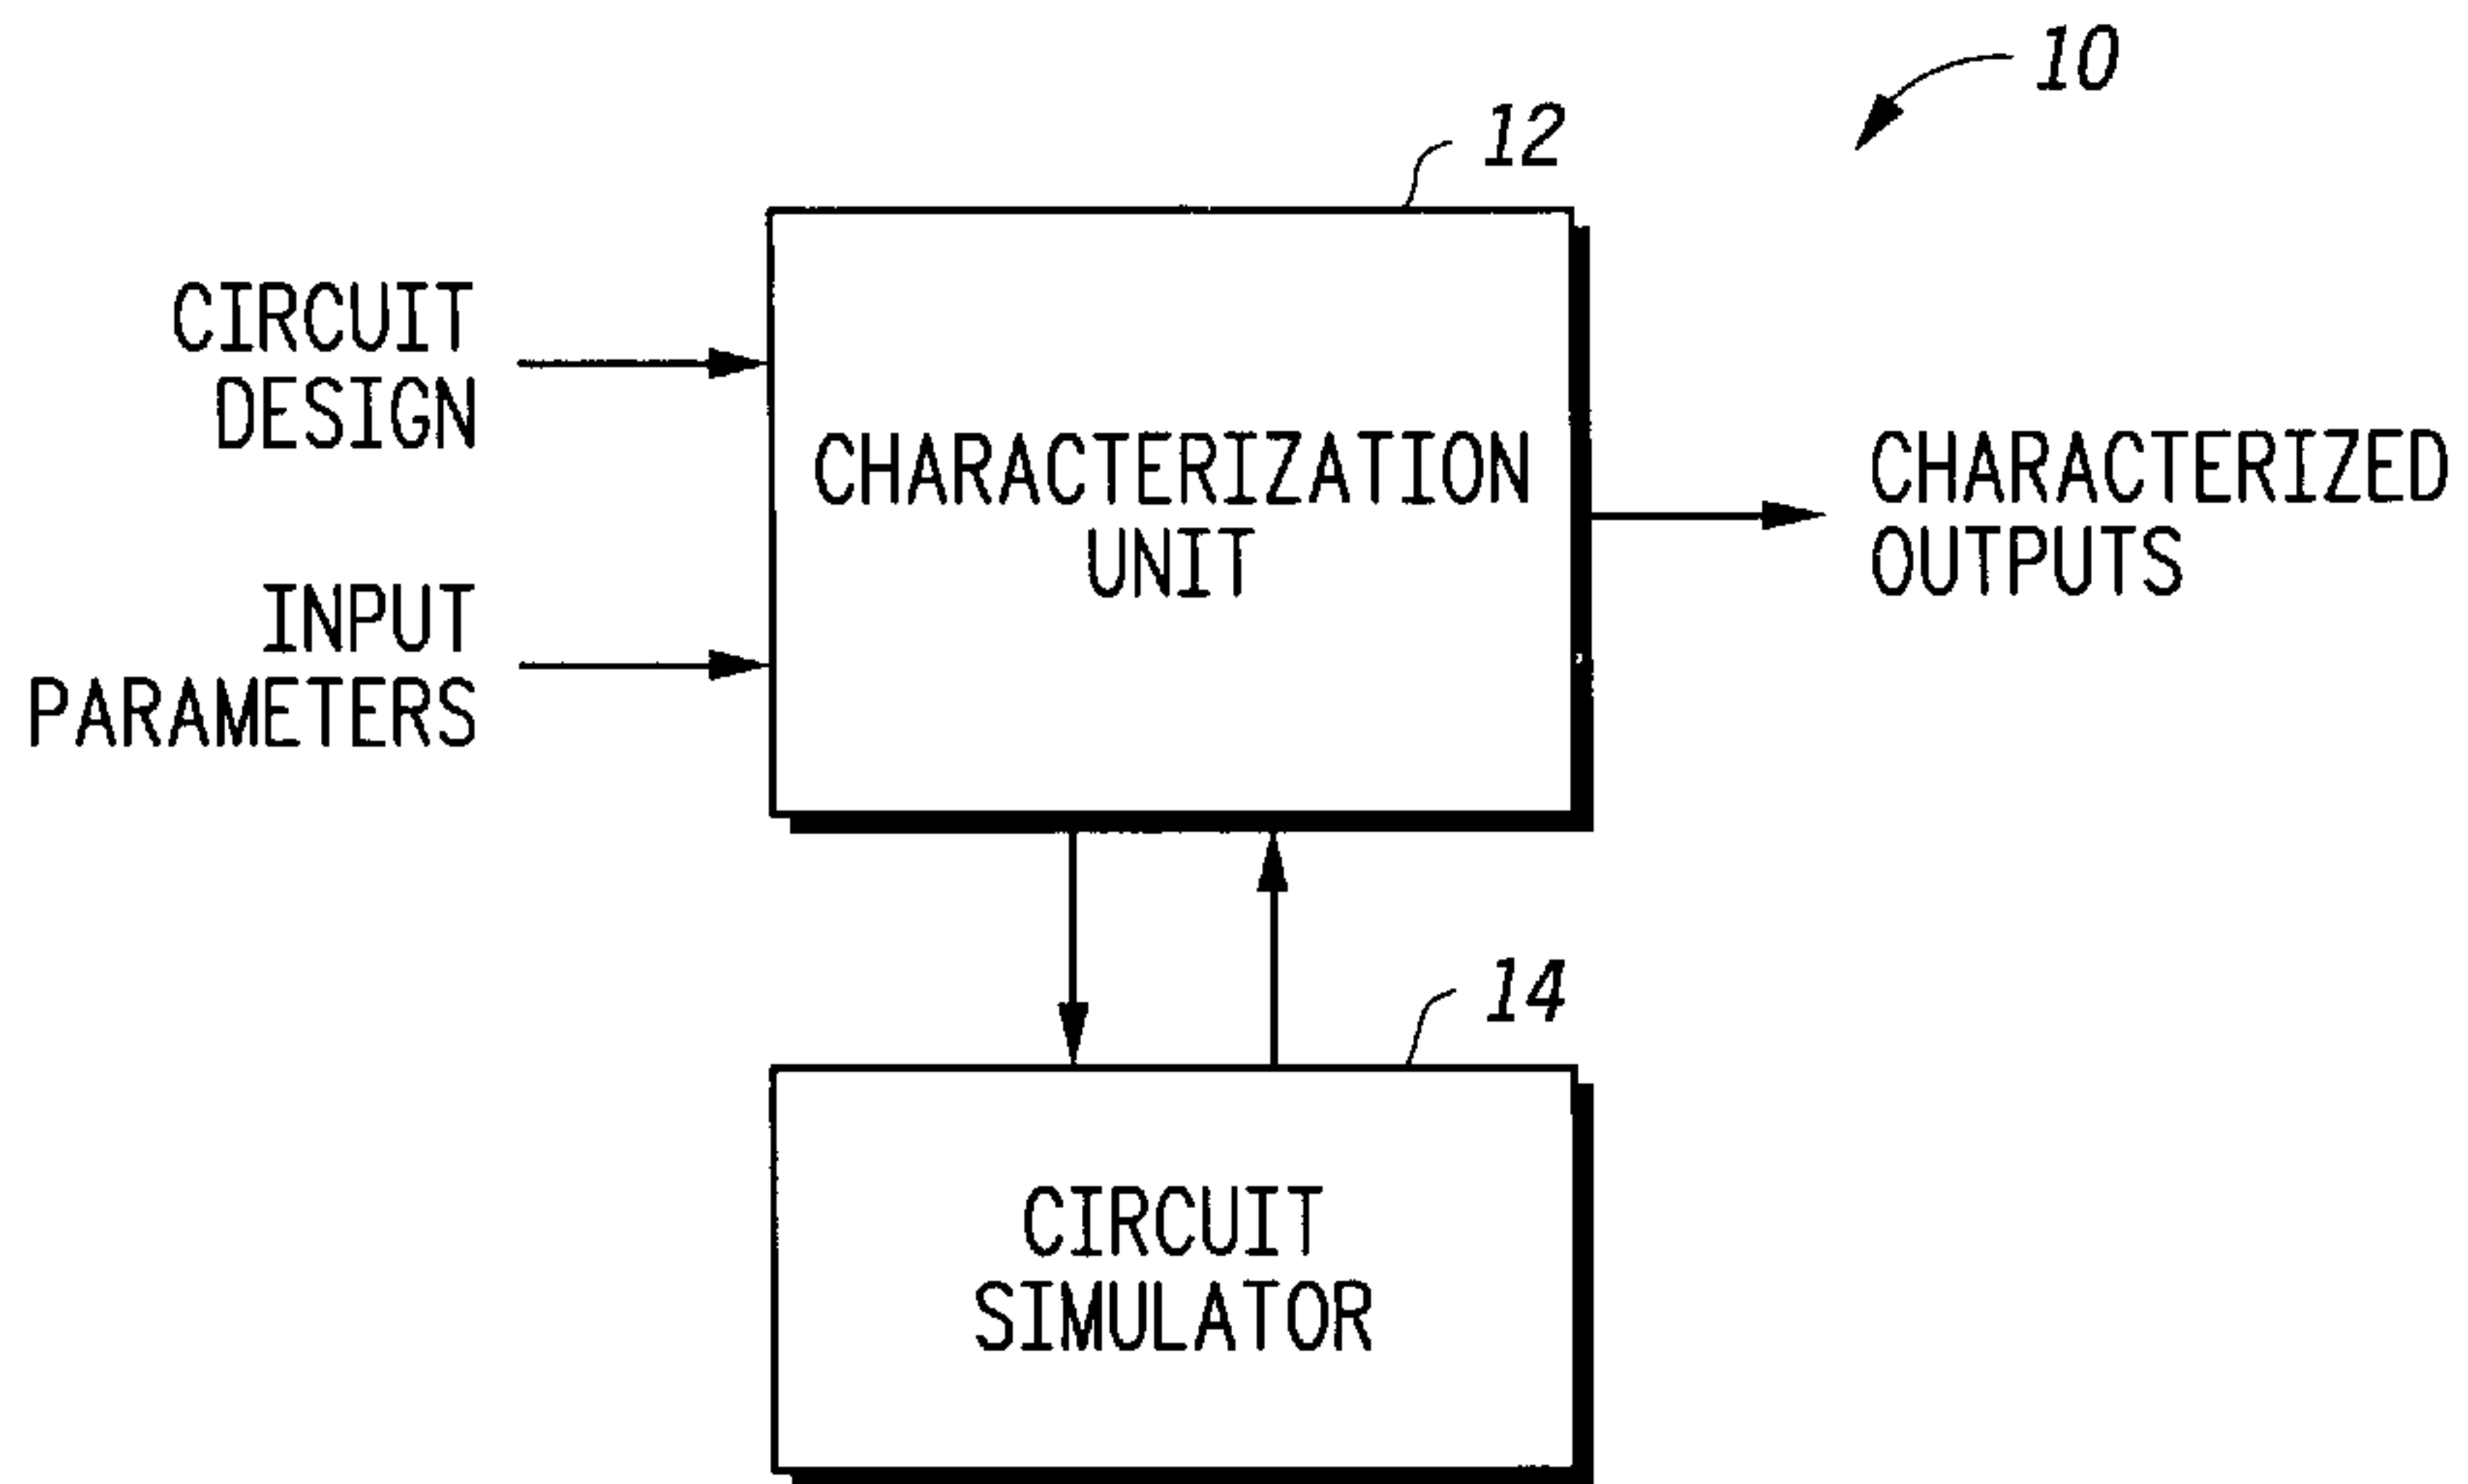 10
12
CIRCUIT
DESIGN
CHARACTERIZATION
UNIT
CHARACTERIZED
OUTPUTS
INPUT
PARAMETERS
14
CIRCUIT
SIMULATOR